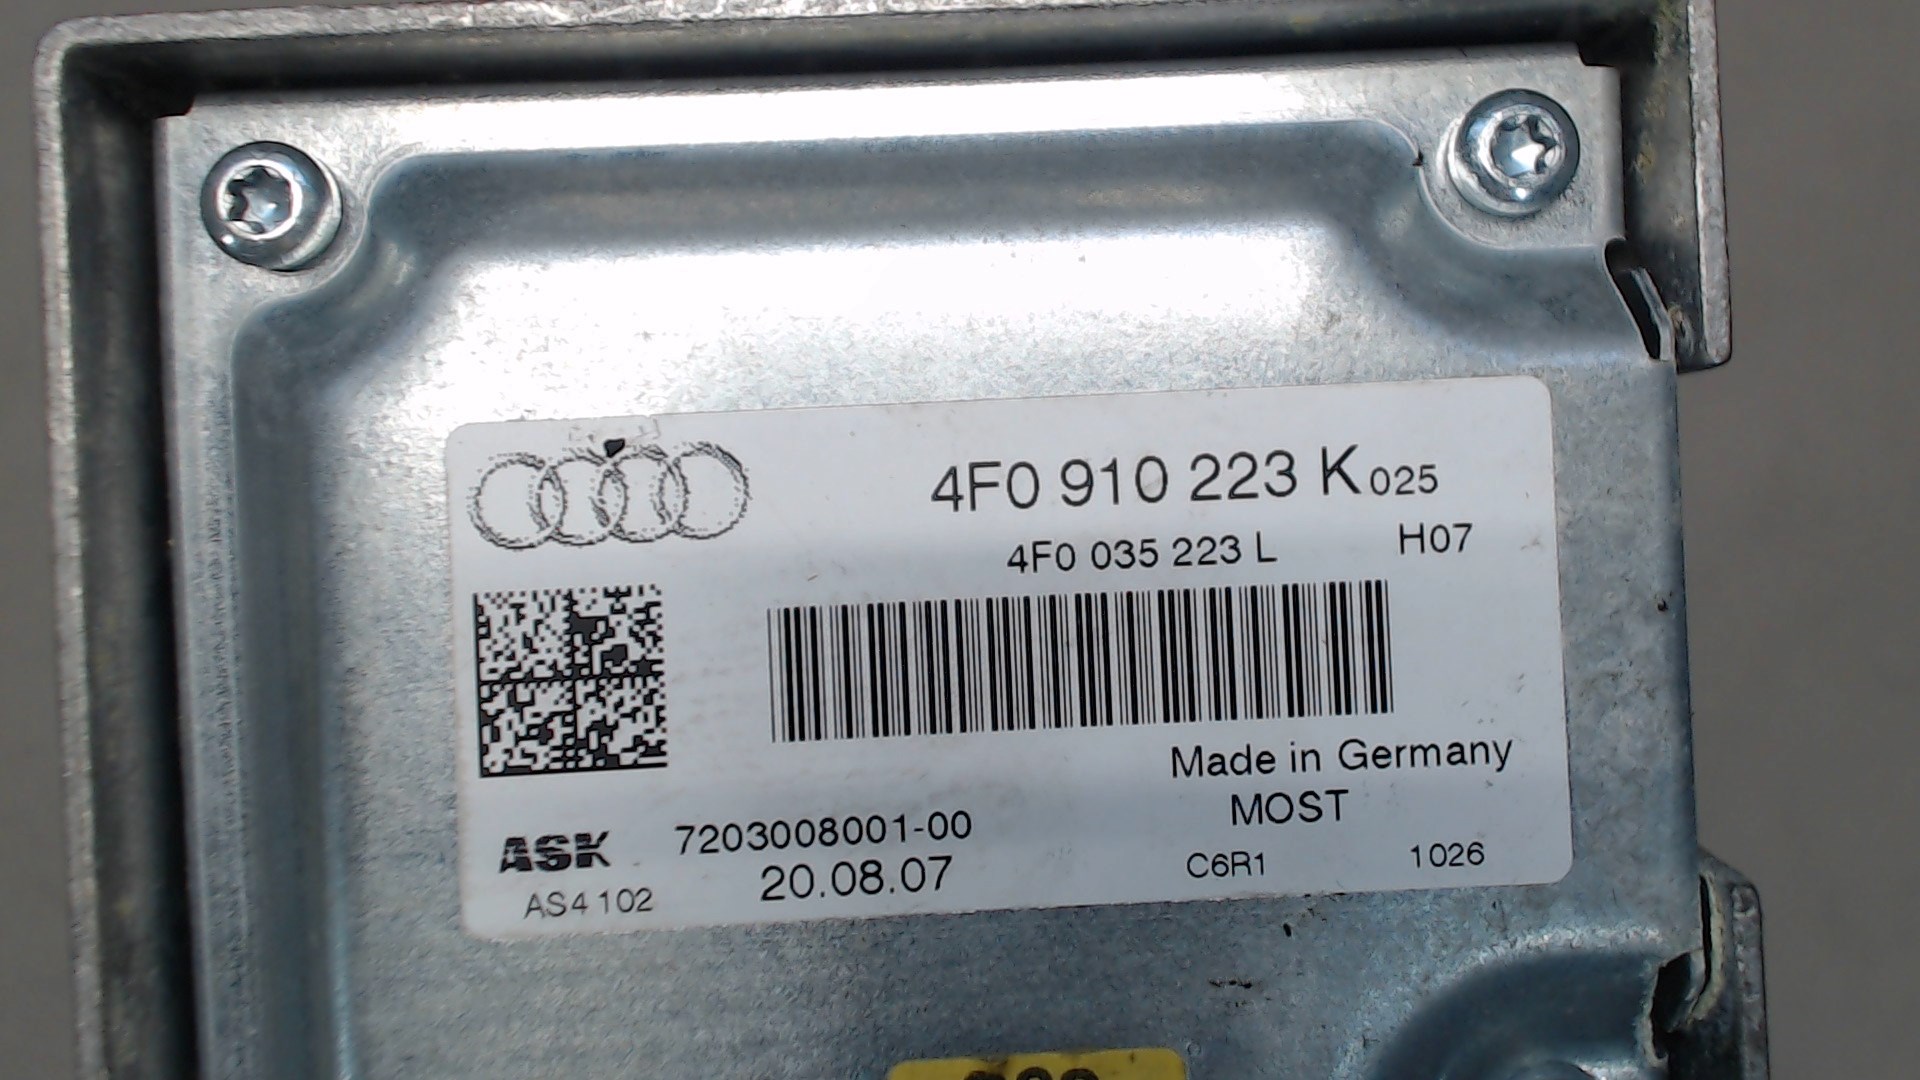 4F0 910 223 K 025
4F0 035 223 L H07
Made in Germany
MOST
ASK 7203008001-00
AS4 102 20.08.07 C6R1 1026